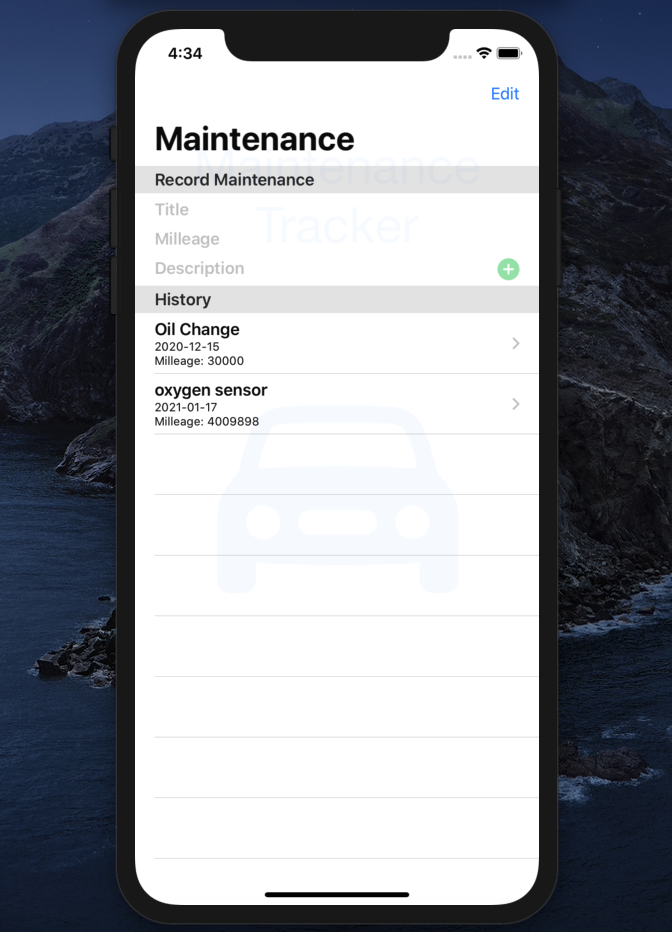 4:34
Edit
Maintenance
Maintenance
Tracker
Record Maintenance
Title
Milleage
Description
History
Oil Change
2020-12-15
Milleage: 30000
oxygen sensor
2021-01-17
Milleage: 4009898